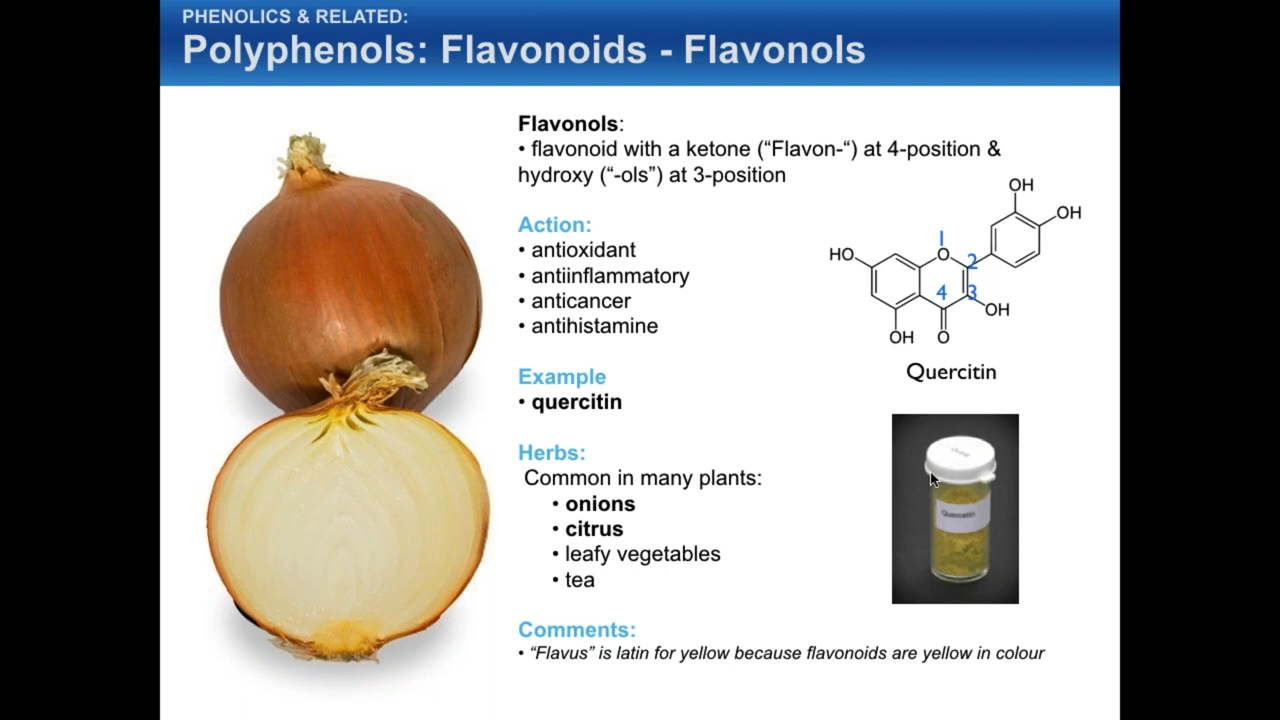 PHENOLICS & RELATED:
Polyphenols: Flavonoids - Flavonols
Flavonols:
• flavonoid with a ketone (“Flavon-“) at 4-position &
hydroxy (“-ols”) at 3-position
Action:
• antioxidant
• antiinflammatory
• anticancer
• antihistamine
Example
• quercitin
Herbs:
Common in many plants:
• onions
• citrus
• leafy vegetables
• tea
Comments:
• “Flavus” is latin for yellow because flavonoids are yellow in colour
OH
OH
HO
1
O
2
4
3
OH
OH
O
Quercitin
Quercetin